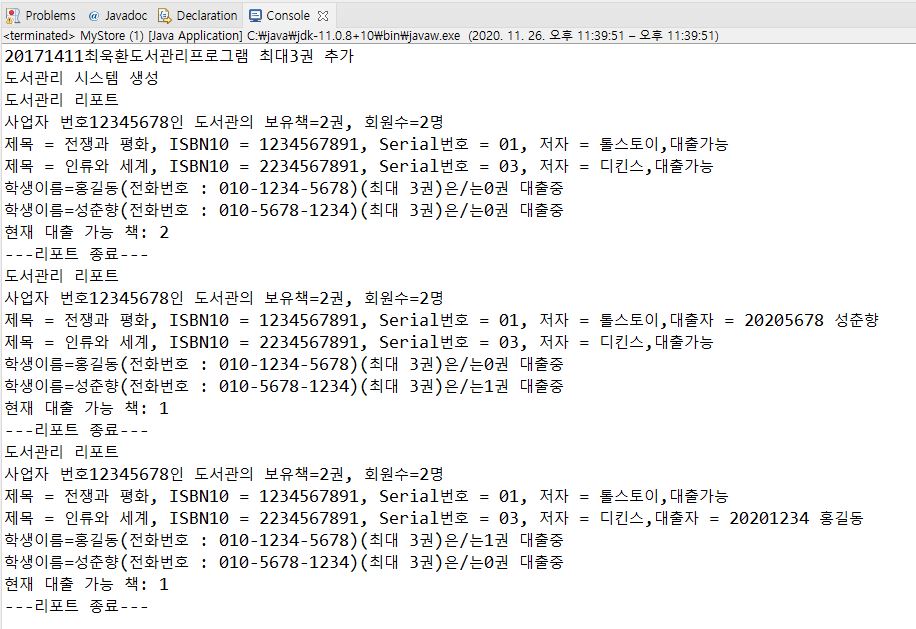 Problems @ Javadoc Declaration Console
<terminated> MyStore (1) [Java Application] C:₩java₩jdk-11.0.8+10₩bin₩javaw.exe (2020. 11. 26. 오후 11:39:51 – 오후 11:39:51)
20171411최욱환도서관리프로그램 최대3권 추가
도서관리 시스템 생성
도서관리 리포트
사업자 번호12345678인 도서관의 보유책=2권, 회원수=2명
제목 = 전쟁과 평화, ISBN10 = 1234567891, Serial번호 = 01, 저자 = 톨스토이,대출가능
제목 = 인류와 세계, ISBN10 = 2234567891, Serial번호 = 03, 저자 = 디킨스,대출가능
학생이름=홍길동(전화번호 : 010-1234-5678)(최대 3권)은/는0권 대출중
학생이름=성준향(전화번호 : 010-5678-1234)(최대 3권)은/는0권 대출중
현재 대출 가능 책: 2
---리포트 종료---
도서관리 리포트
사업자 번호12345678인 도서관의 보유책=2권, 회원수=2명
제목 = 전쟁과 평화, ISBN10 = 1234567891, Serial번호 = 01, 저자 = 톨스토이,대출자 = 20205678 성준향
제목 = 인류와 세계, ISBN10 = 2234567891, Serial번호 = 03, 저자 = 디킨스,대출가능
학생이름=홍길동(전화번호 : 010-1234-5678)(최대 3권)은/는0권 대출중
학생이름=성준향(전화번호 : 010-5678-1234)(최대 3권)은/는1권 대출중
현재 대출 가능 책: 1
---리포트 종료---
도서관리 리포트
사업자 번호12345678인 도서관의 보유책=2권, 회원수=2명
제목 = 전쟁과 평화, ISBN10 = 1234567891, Serial번호 = 01, 저자 = 톨스토이,대출가능
제목 = 인류와 세계, ISBN10 = 2234567891, Serial번호 = 03, 저자 = 디킨스,대출자 = 20201234 홍길동
학생이름=홍길동(전화번호 : 010-1234-5678)(최대 3권)은/는1권 대출중
학생이름=성준향(전화번호 : 010-5678-1234)(최대 3권)은/는0권 대출중
현재 대출 가능 책: 1
---리포트 종료---